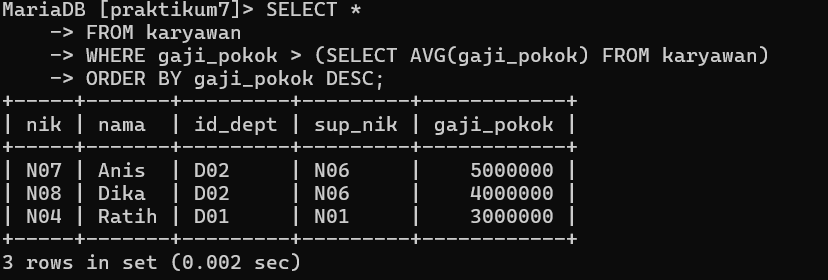 MariaDB [praktikum7]> SELECT *
    -> FROM karyawan
    -> WHERE gaji_pokok > (SELECT AVG(gaji_pokok) FROM karyawan)
    -> ORDER BY gaji_pokok DESC;
+-----+-------+---------+---------+------------+
| nik | nama  | id_dept | sup_nik | gaji_pokok |
+-----+-------+---------+---------+------------+
| N07 | Anis  | D02     | N06     |    5000000 |
| N08 | Dika  | D02     | N06     |    4000000 |
| N04 | Ratih | D01     | N01     |    3000000 |
+-----+-------+---------+---------+------------+
3 rows in set (0.002 sec)